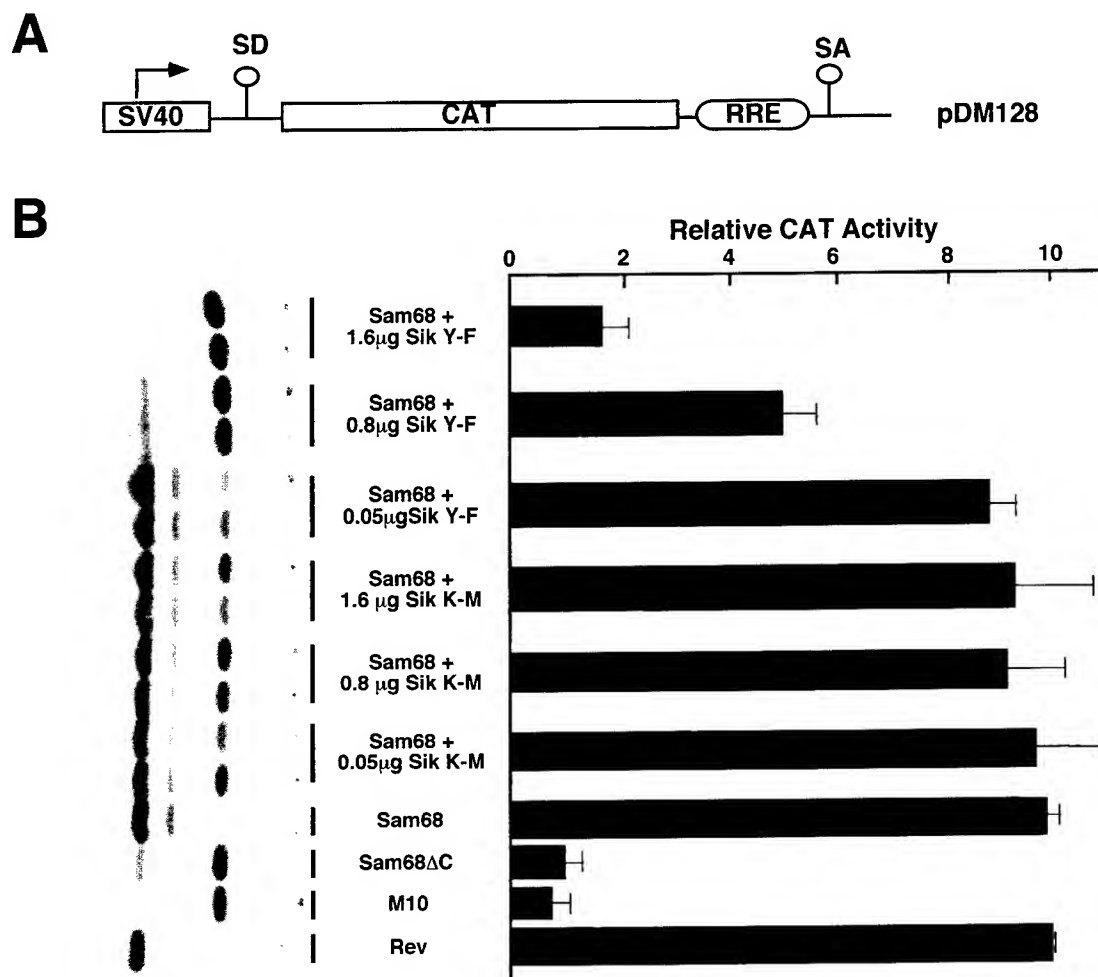 A
SD
SA
SV40
CAT
RRE
pDM128
B
Relative CAT Activity
0 2 4 6 8 10
Sam68 +
1.6μg Sik Y-F
Sam68 +
0.8μg Sik Y-F
Sam68 +
0.05μgSik Y-F
Sam68 +
1.6 μg Sik K-M
Sam68 +
0.8 μg Sik K-M
Sam68 +
0.05μg Sik K-M
Sam68
Sam68ΔC
M10
Rev